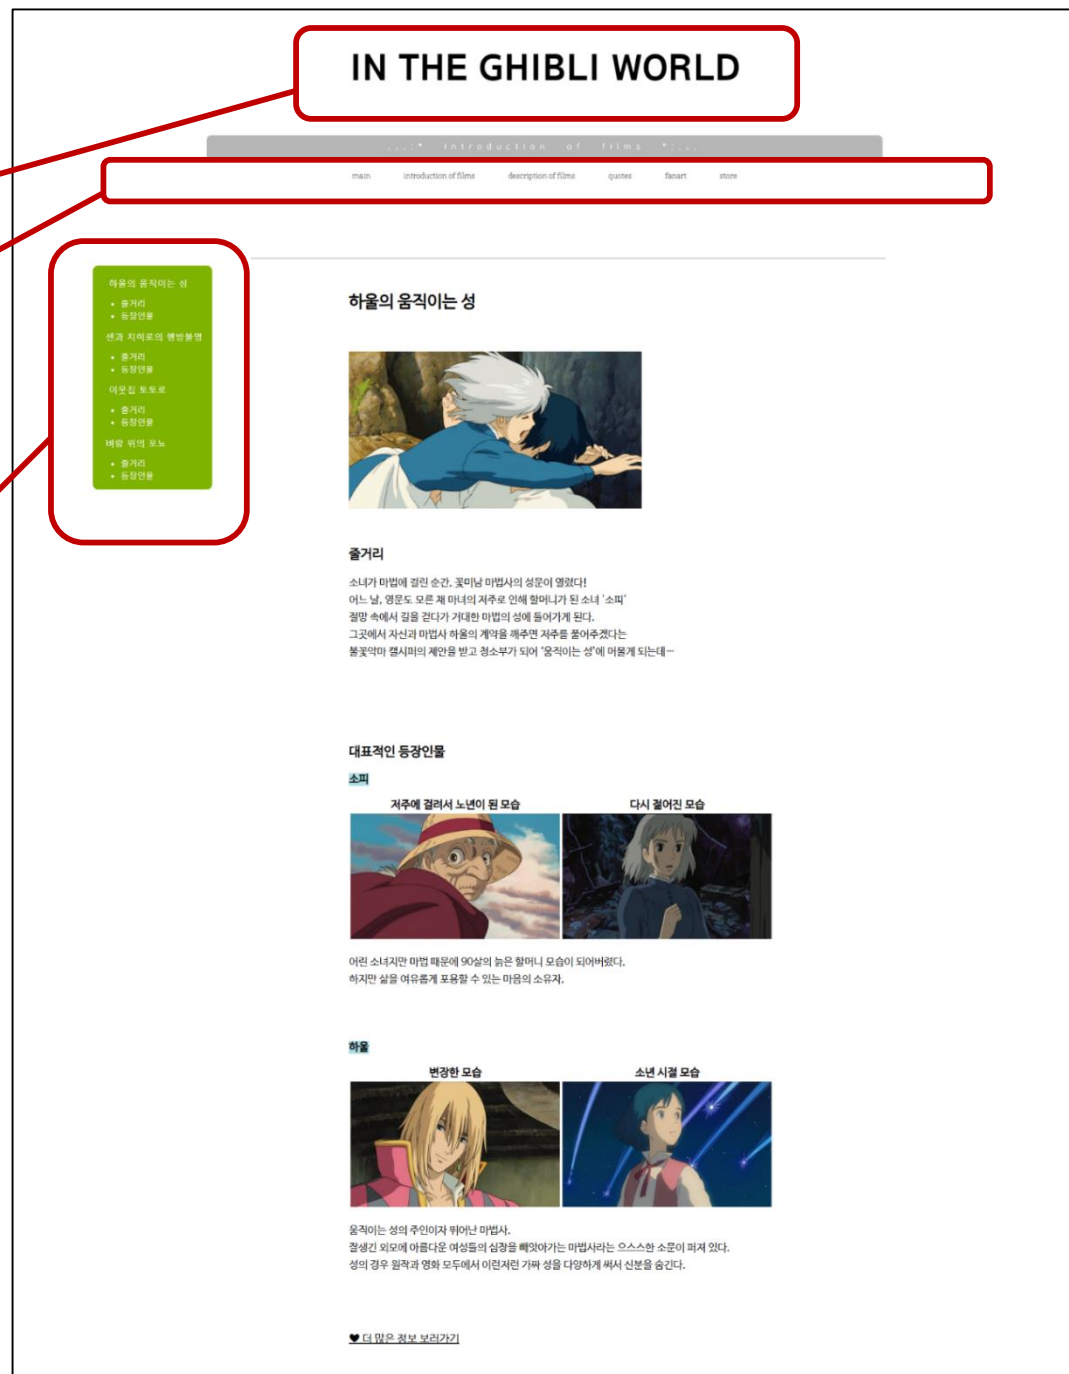 IN THE GHIBLI WORLD
...:* Introduction of films *:...
main introduction of films description of films quotes fanart store
하울의 움직이는 성
• 줄거리
• 등장인물
센과 치히로의 행방불명
• 줄거리
• 등장인물
이웃집 토토로
• 줄거리
• 등장인물
벼랑 위의 포뇨
• 줄거리
• 등장인물
하울의 움직이는 성
줄거리
소녀가 마법에 걸린 순간, 꽃미남 마법사의 성문이 열렸다!
어느 날, 영문도 모른 채 마녀의 저주로 인해 할머니가 된 소녀 '소피'
절망 속에서 길을 걷다가 거대한 마법의 성에 들어가게 된다.
그곳에서 자신과 마법사 하울의 계약을 깨주면 저주를 풀어주겠다는
불꽃악마 캘시퍼의 제안을 받고 청소부가 되어 '움직이는 성'에 머물게 되는데…
대표적인 등장인물
소피
저주에 걸려서 노년이 된 모습 다시 젊어진 모습
어린 소녀지만 마법 때문에 90살의 늙은 할머니 모습이 되어버렸다.
하지만 삶을 여유롭게 포용할 수 있는 마음의 소유자.
하울
변장한 모습 소년 시절 모습
움직이는 성의 주인이자 뛰어난 마법사.
잘생긴 외모에 아름다운 여성들의 심장을 빼앗아가는 마법사라는 으스스한 소문이 퍼져 있다.
성의 경우 원작과 영화 모두에서 이런저런 가짜 성을 다양하게 써서 신분을 숨긴다.
♥ 더 많은 정보 보러가기